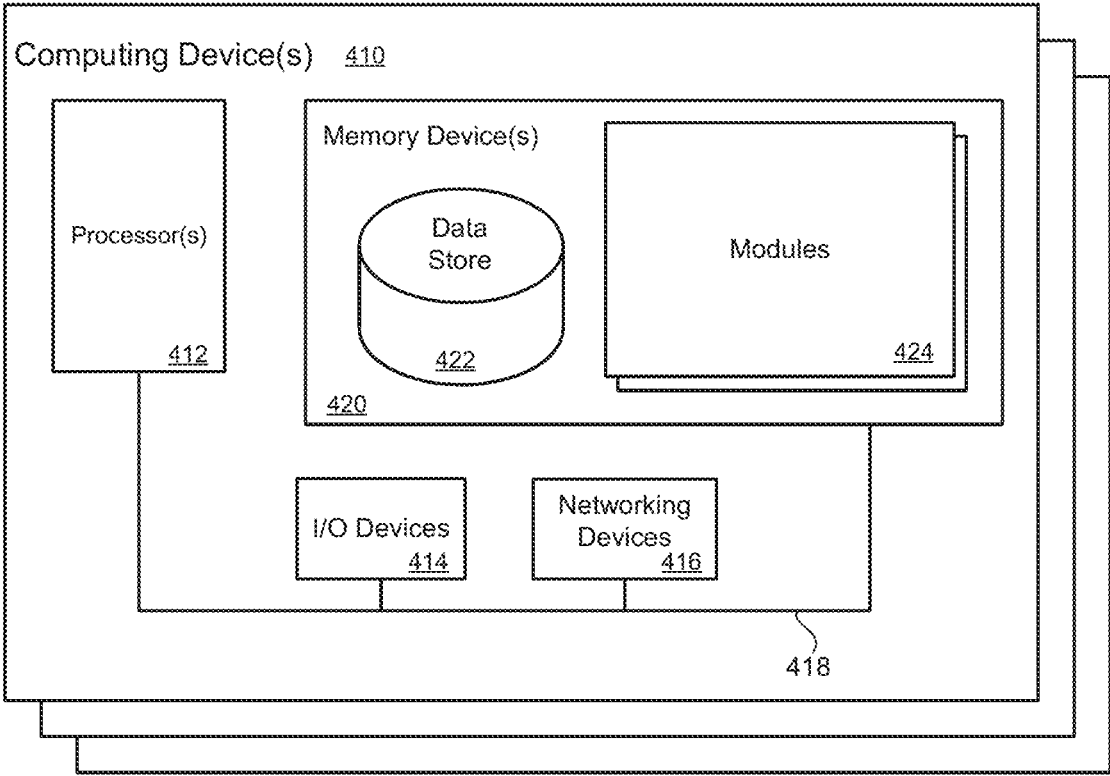 Computing Device(s) 410
Processor(s)
412
Memory Device(s)
Data
Store
422
420
Modules
424
I/O Devices
414
Networking
Devices
416
418